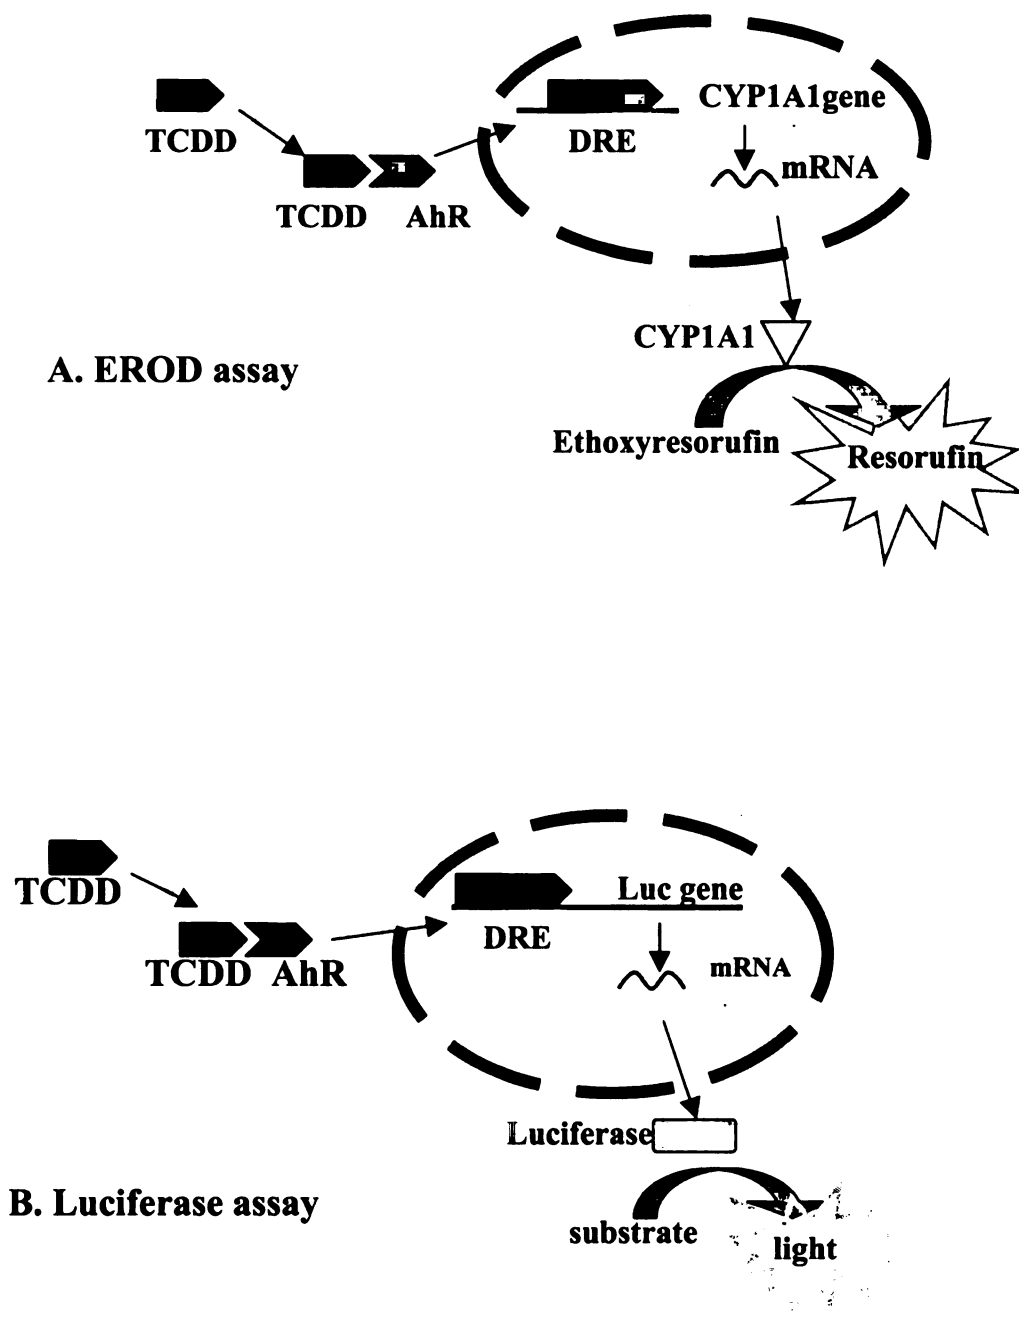 TCDD
CYP1A1gene
DRE
mRNA
TCDD AhR
CYP1A1
A. EROD assay
Ethoxyresorufin
Resorufin
TCDD
Luc gene
DRE
TCDD AhR
mRNA
Luciferase
B. Luciferase assay
substrate
light